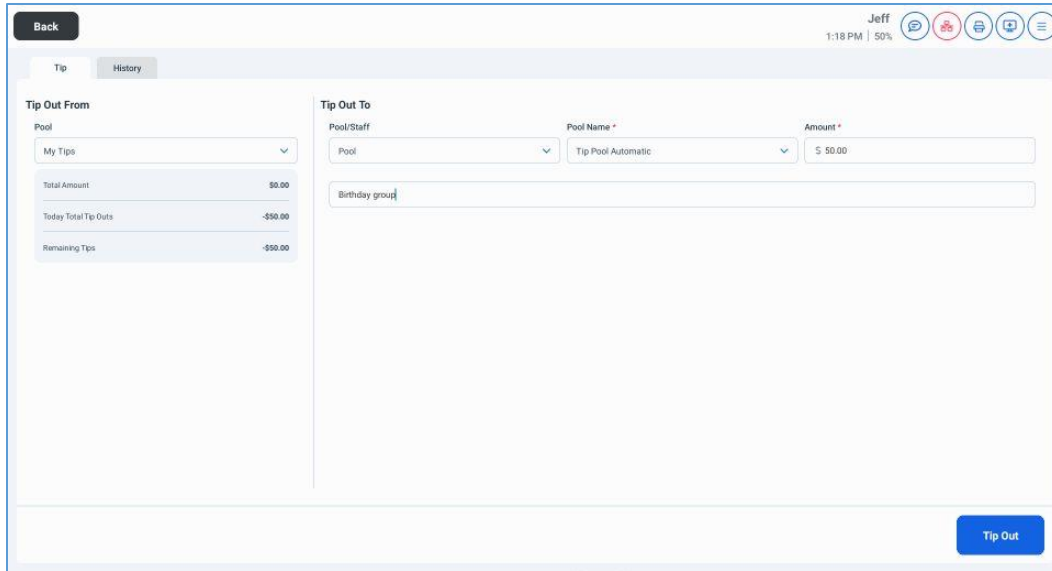 Back
Jeff
1:18 PM | 50%
Tip
History
Tip Out From
Pool
My Tips
Total Amount $0.00
Today Total Tip Outs -$50.00
Remaining Tips -$50.00
Tip Out To
Pool/Staff Pool Name * Amount *
Pool Tip Pool Automatic $ 50.00
Birthday group
Tip Out